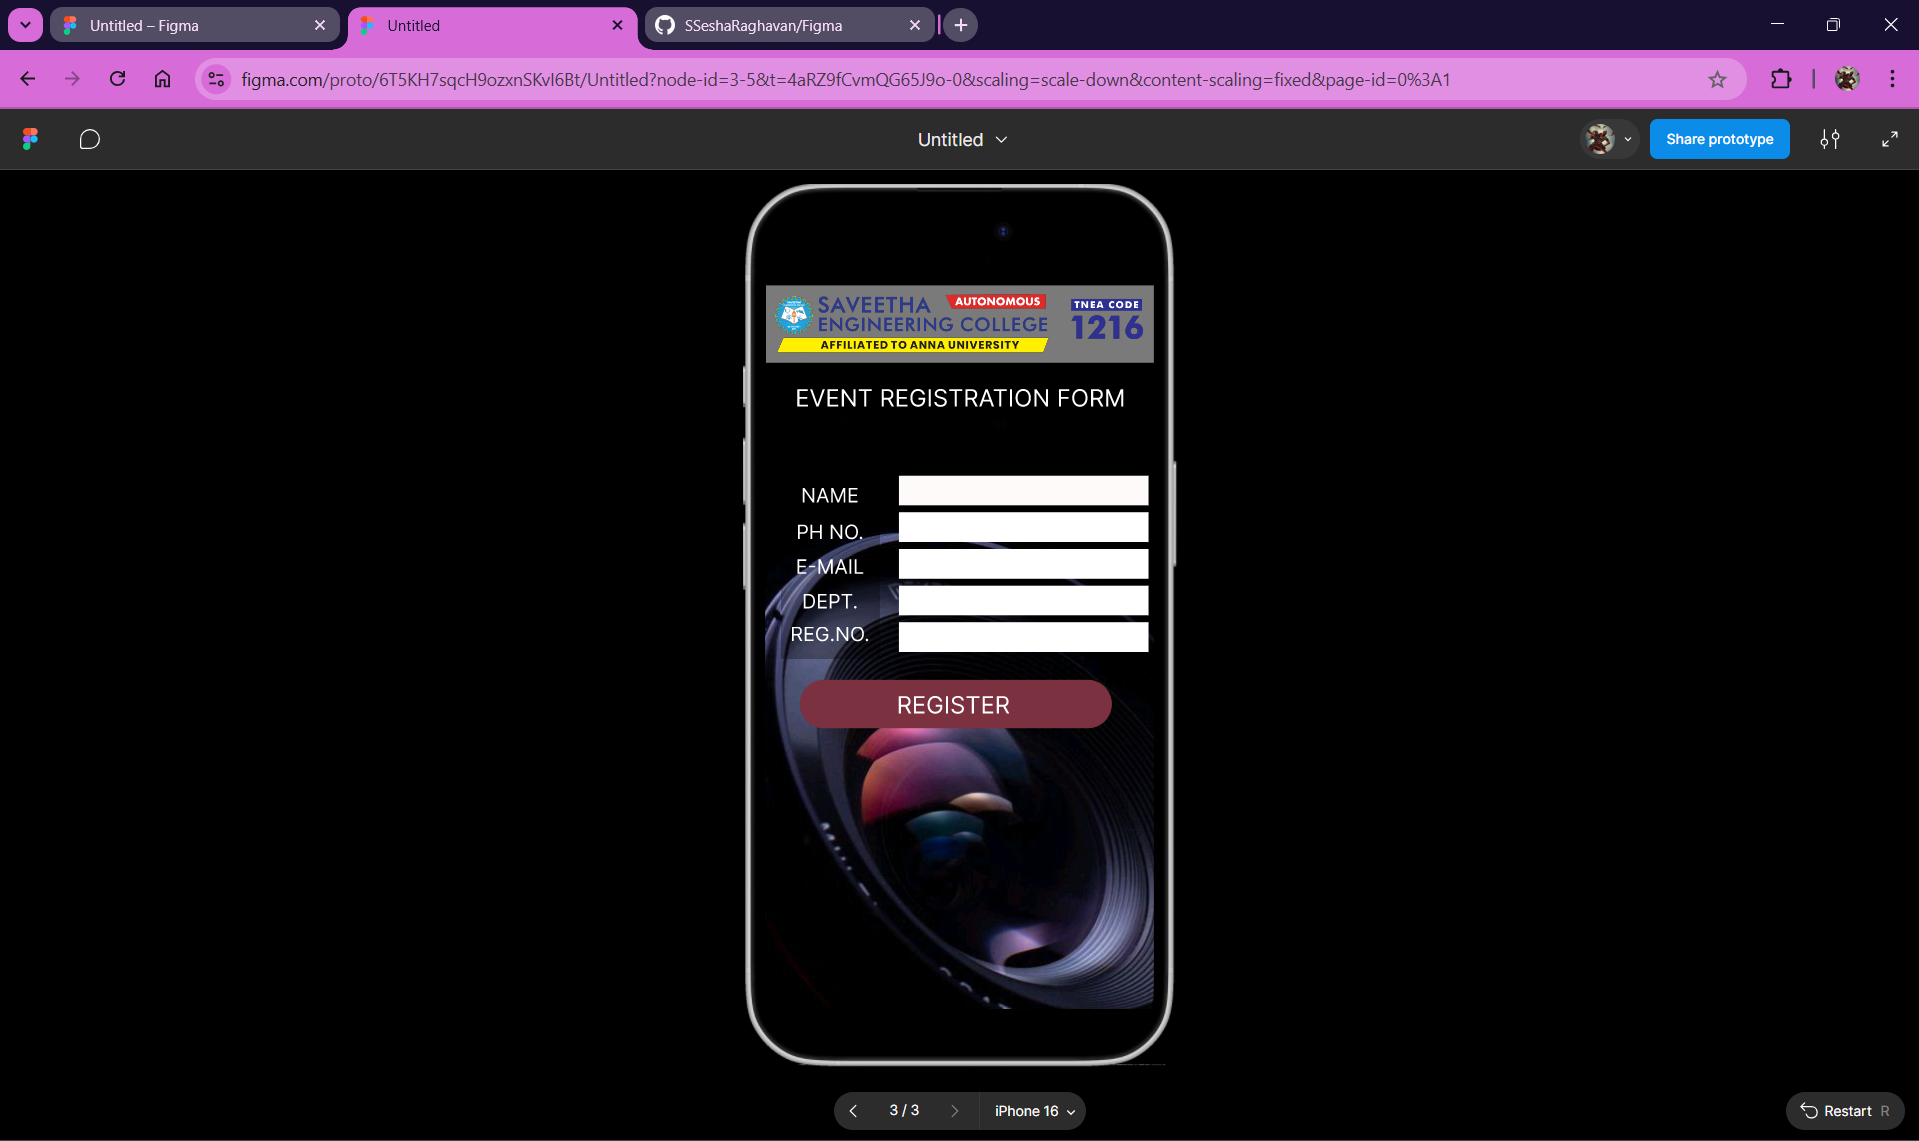 Untitled – Figma
Untitled
SSeshaRaghavan/Figma
figma.com/proto/6T5KH7sqcH9ozxnSKvl6Bt/Untitled?node-id=3-5&t=4aRZ9fCvmQG65J9o-0&scaling=scale-down&content-scaling=fixed&page-id=0%3A1
Untitled
Share prototype
SAVEETHA AUTONOMOUS
ENGINEERING COLLEGE
AFFILIATED TO ANNA UNIVERSITY
TNEA CODE
1216
EVENT REGISTRATION FORM
NAME
PH NO.
E-MAIL
DEPT.
REG.NO.
REGISTER
3 / 3
iPhone 16
Restart R